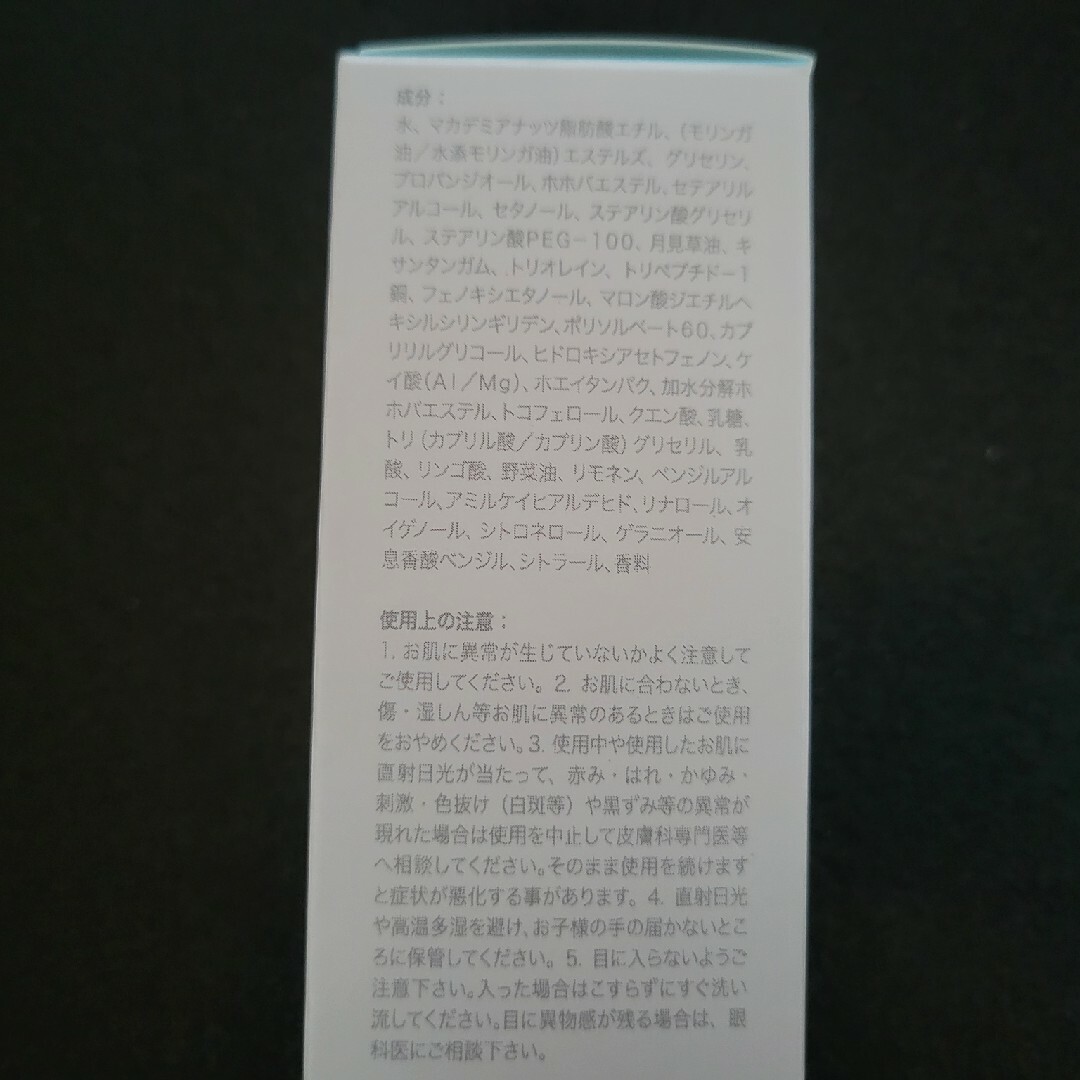 成分：
水、マカデミアナッツ脂肪酸エチル、（モリンガ
油／水添モリンガ油）エステルズ、グリセリン、
プロパンジオール、ホホバエステル、セテアリル
アルコール、セタノール、ステアリン酸グリセリ
ル、ステアリン酸PEG－100、月見草油、キ
サンタンガム、トリオレイン、トリペプチド－1
銅、フェノキシエタノール、マロン酸ジエチルヘ
キシルシリンギリデン、ポリソルベート60、カプ
リリルグリコール、ヒドロキシアセトフェノン、ケ
イ酸（Al／Mg）、ホエイタンパク、加水分解ホ
ホバエステル、トコフェロール、クエン酸、乳糖、
トリ（カプリル酸／カプリン酸）グリセリル、乳
酸、リンゴ酸、野菜油、リモネン、ベンジルアル
コール、アミルケイヒアルデヒド、リナロール、オ
イゲノール、シトロネロール、ゲラニオール、安
息香酸ベンジル、シトラール、香料
使用上の注意：
1. お肌に異常が生じていないかよく注意して
ご使用してください。2. お肌に合わないとき、
傷・湿しん等お肌に異常のあるときはご使用
をおやめください。3. 使用中や使用したお肌に
直射日光が当たって、赤み・はれ・かゆみ・
刺激・色抜け（白斑等）や黒ずみ等の異常が
現れた場合は使用を中止して皮膚科専門医等
へ相談してください。そのまま使用を続けます
と症状が悪化する事があります。4. 直射日光
や高温多湿を避け、お子様の手の届かないとこ
ろに保管してください。5. 目に入らないようご
注意下さい。入った場合はこすらずにすぐ洗い
流してください。目に異物感が残る場合は、眼
科医にご相談下さい。